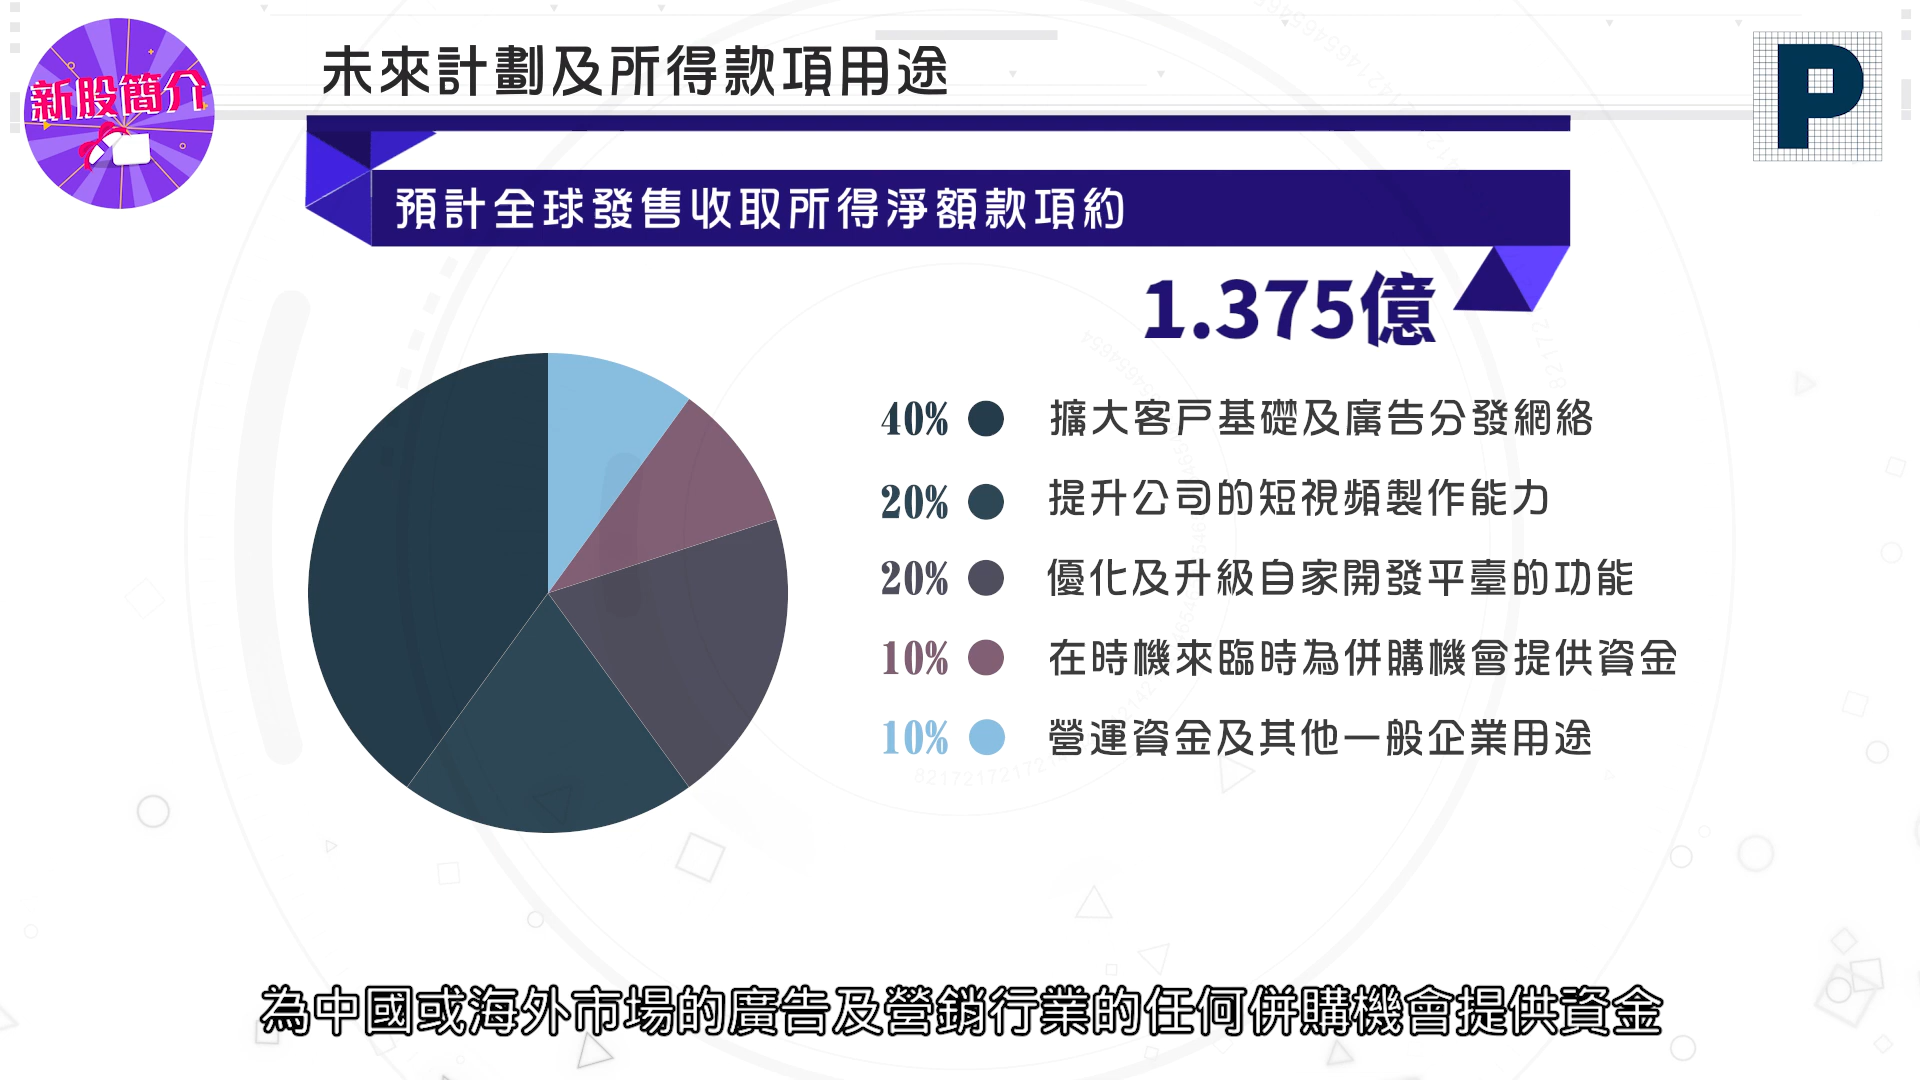 新股簡介
未來計劃及所得款項用途
P
預計全球發售收取所得淨額款項約
1.375億
40% 擴大客戶基礎及廣告分發網絡
20% 提升公司的短視頻製作能力
20% 優化及升級自家開發平臺的功能
10% 在時機來臨時為併購機會提供資金
10% 營運資金及其他一般企業用途
為中國或海外市場的廣告及營銷行業的任何併購機會提供資金